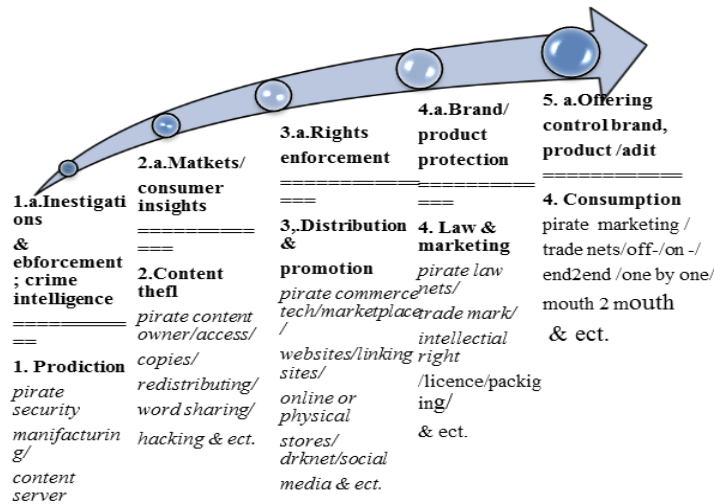 1.a.Inestigati
ons
&
ebforcement
; crime
intelligence
===========
==
1. Prodiction
pirate
security
manifacturin
g/
content
server
2.a.Matkets/
consumer
insights
===========
===
2.Content
thefl
pirate content
owner/access/
copies/
redistributing/
word sharing/
hacking & ect.
3.a.Rights
enforcement
==============
===
3,.Distribution
&
promotion
pirate commerce
tech/marketplace
/
websites/linking
sites/
online or
physical
stores/
drknet/social
media & ect.
4.a.Brand/
product
protection
===========
===
4. Law &
marketing
pirate law
nets/
trade mark/
intellectial
right
/licence/packig
ing/
& ect.
5. a.Offering
control brand,
product /adit
=============
4. Consumption
pirate marketing /
trade nets/off-/on -/
end2end /one by one/
mouth 2 mouth
& ect.